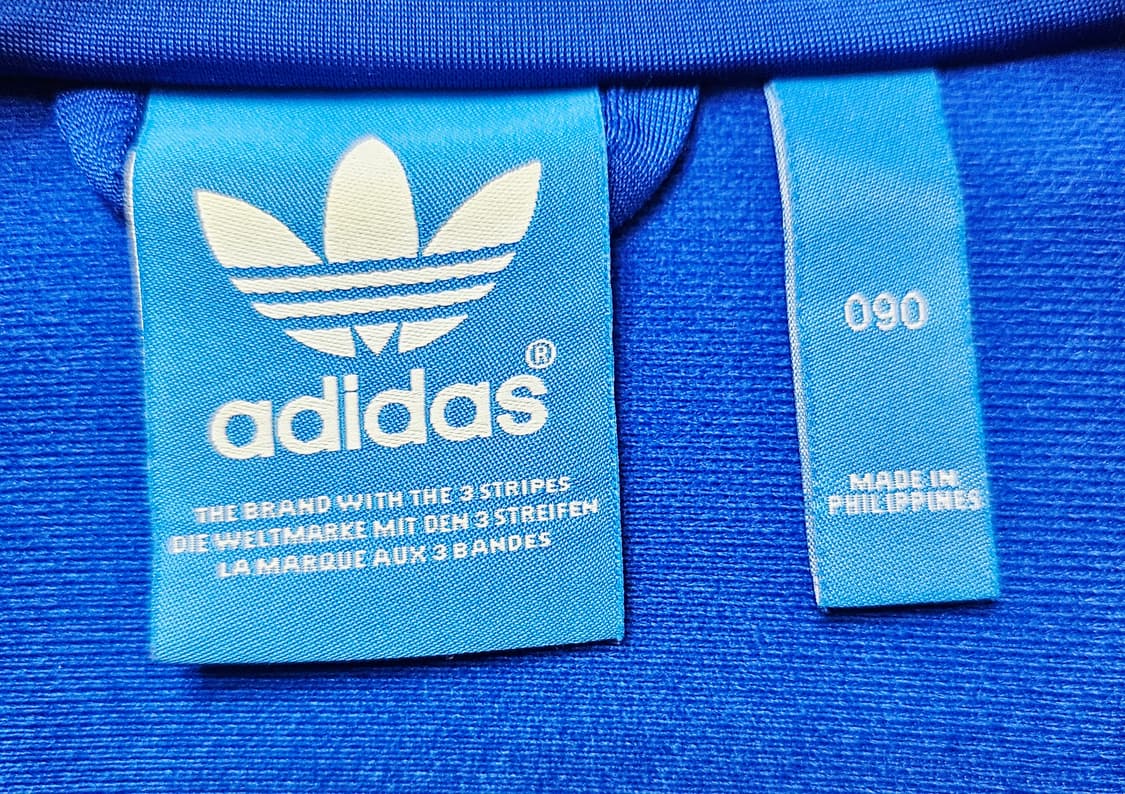 adidas®
THE BRAND WITH THE 3 STRIPES
DIE WELTMARKE MIT DEN 3 STREIFEN
LA MARQUE AUX 3 BANDES
090
MADE IN
PHILIPPINES